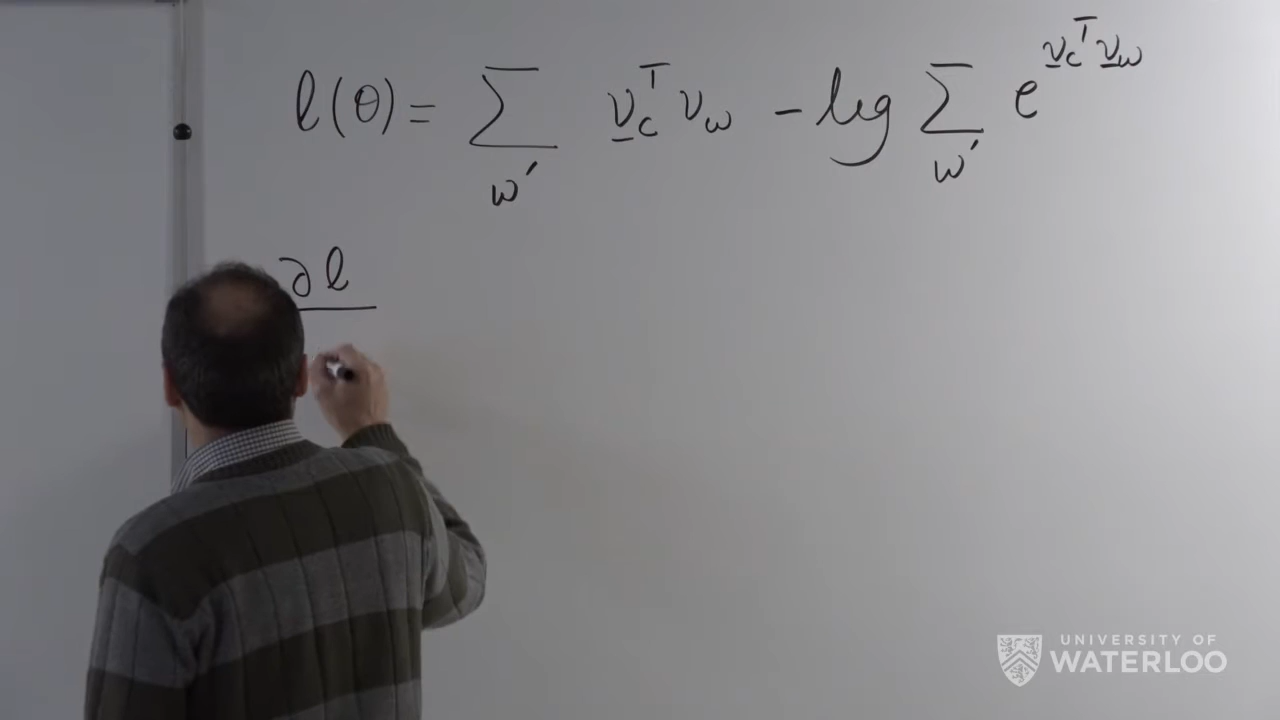 ℓ(θ) = Σ_{w'} v_c^T v_w − log Σ_{w'} e^{v_c^T v_w}
∂ℓ
UNIVERSITY OF
WATERLOO